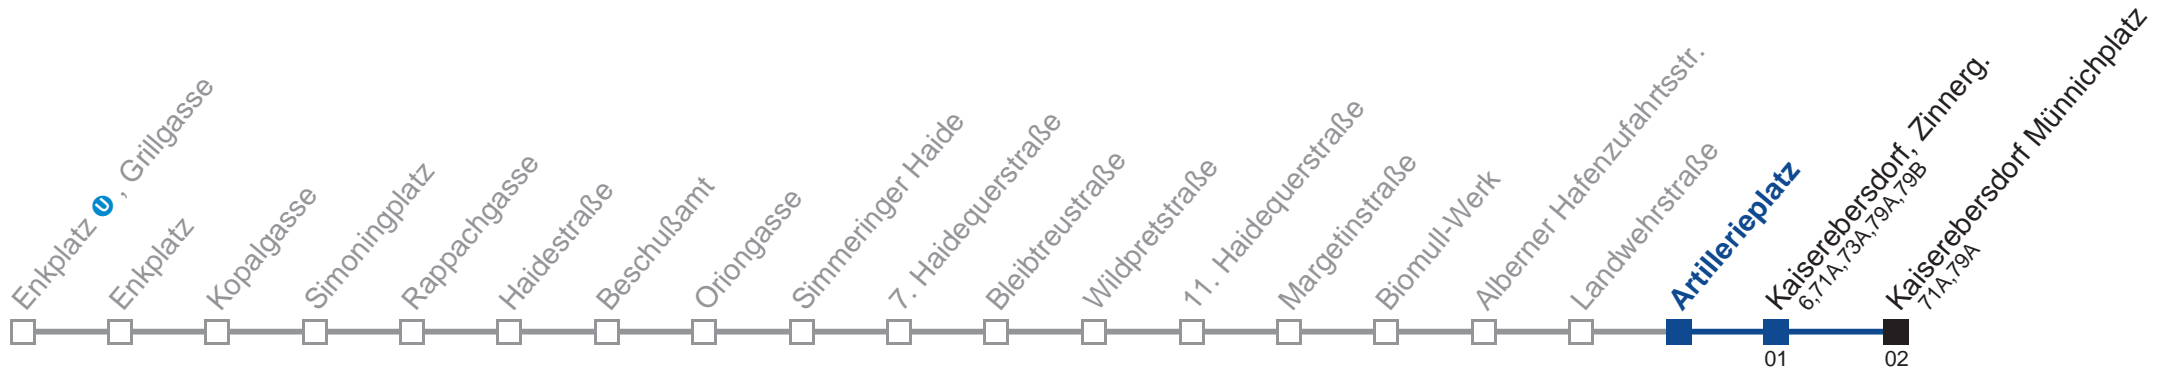 Enkplatz U , Grillgasse
Enkplatz
Kopalgasse
Simoningplatz
Rappachgasse
Haidestraße
Beschußamt
Oriongasse
Simmeringer Haide
7. Haidequerstraße
Bleibtreustraße
Wildpretstraße
11. Haidequerstraße
Margetinstraße
Biomull-Werk
Alberner Hafenzufahrtsstr.
Landwehrstraße
Artillerieplatz
Kaiserebersdorf, Zinnerg.
6,71A,73A,79A,79B
01
Kaiserebersdorf Münnichplatz
71A,79A
02